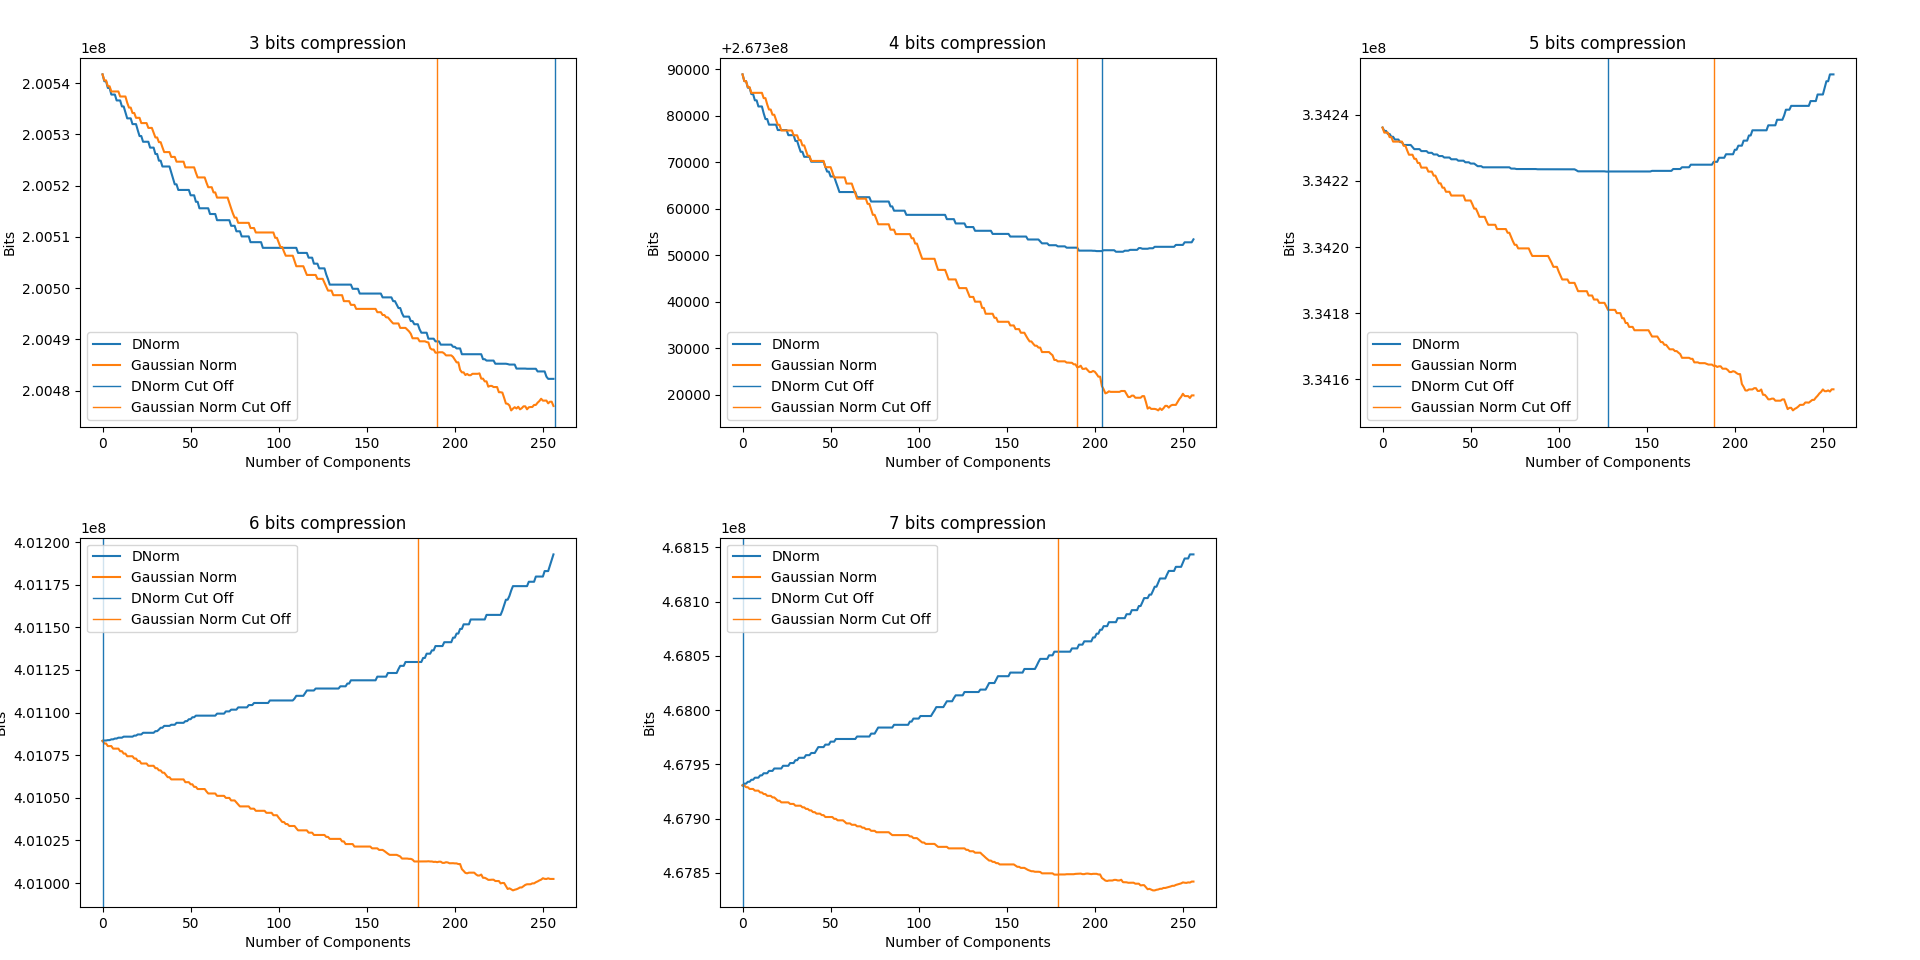 3 bits compression
1e8
2.0054
2.0053
2.0052
2.0051
2.0050
2.0049
2.0048
Bits
DNorm
Gaussian Norm
DNorm Cut Off
Gaussian Norm Cut Off
0 50 100 150 200 250
Number of Components
4 bits compression
+2.673e8
90000
80000
70000
60000
50000
40000
30000
20000
Bits
DNorm
Gaussian Norm
DNorm Cut Off
Gaussian Norm Cut Off
0 50 100 150 200 250
Number of Components
5 bits compression
1e8
3.3424
3.3422
3.3420
3.3418
3.3416
Bits
DNorm
Gaussian Norm
DNorm Cut Off
Gaussian Norm Cut Off
0 50 100 150 200 250
Number of Components
6 bits compression
1e8
4.01200
4.01175
4.01150
4.01125
4.01100
4.01075
4.01050
4.01025
4.01000
Bits
DNorm
Gaussian Norm
DNorm Cut Off
Gaussian Norm Cut Off
0 50 100 150 200 250
Number of Components
7 bits compression
1e8
4.6815
4.6810
4.6805
4.6800
4.6795
4.6790
4.6785
Bits
DNorm
Gaussian Norm
DNorm Cut Off
Gaussian Norm Cut Off
0 50 100 150 200 250
Number of Components